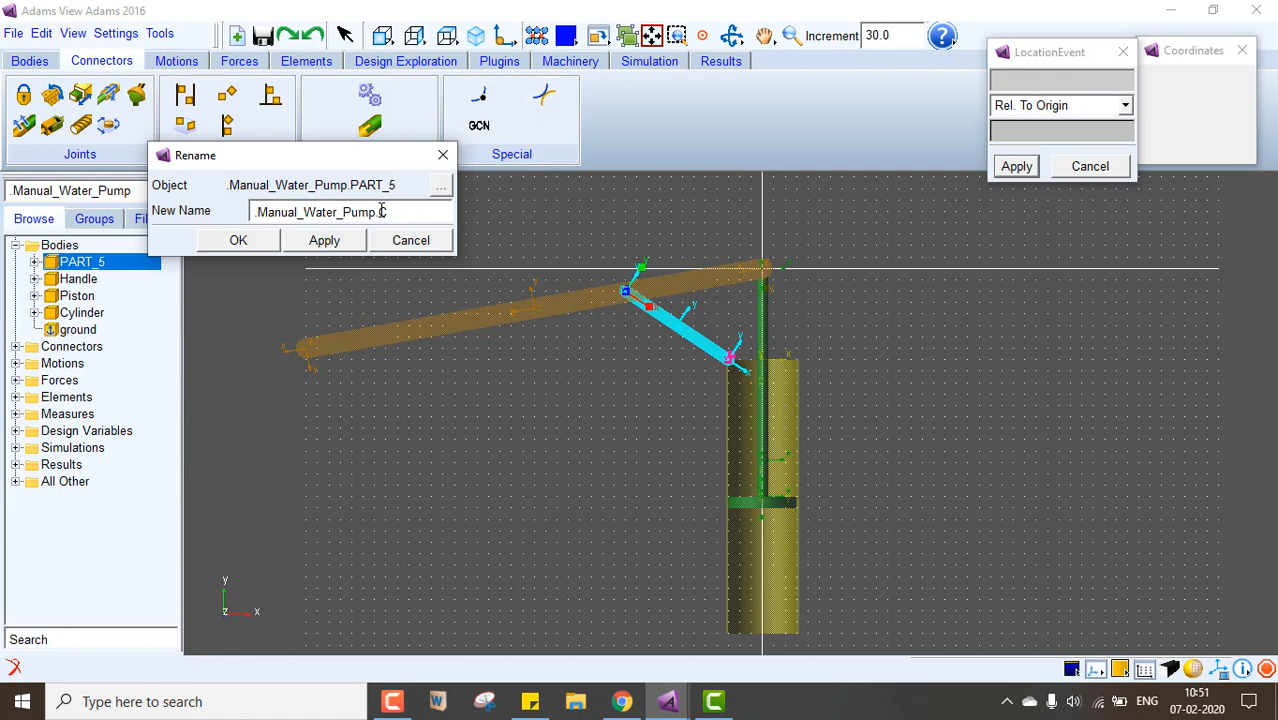 Adams View Adams 2016
File Edit View Settings Tools
Increment 30.0
Bodies Connectors Motions Forces Elements Design Exploration Plugins Machinery Simulation Results
GCN
Joints
Special
LocationEvent
Rel. To Origin
Apply Cancel
Coordinates
Rename
Object .Manual_Water_Pump.PART_5 ...
New Name .Manual_Water_Pump.C
OK Apply Cancel
.Manual_Water_Pump
Browse Groups Fil
Bodies
PART_5
Handle
Piston
Cylinder
ground
Connectors
Motions
Forces
Elements
Measures
Design Variables
Simulations
Results
All Other
Search
y
z x
Type here to search
ENG
10:51
07-02-2020